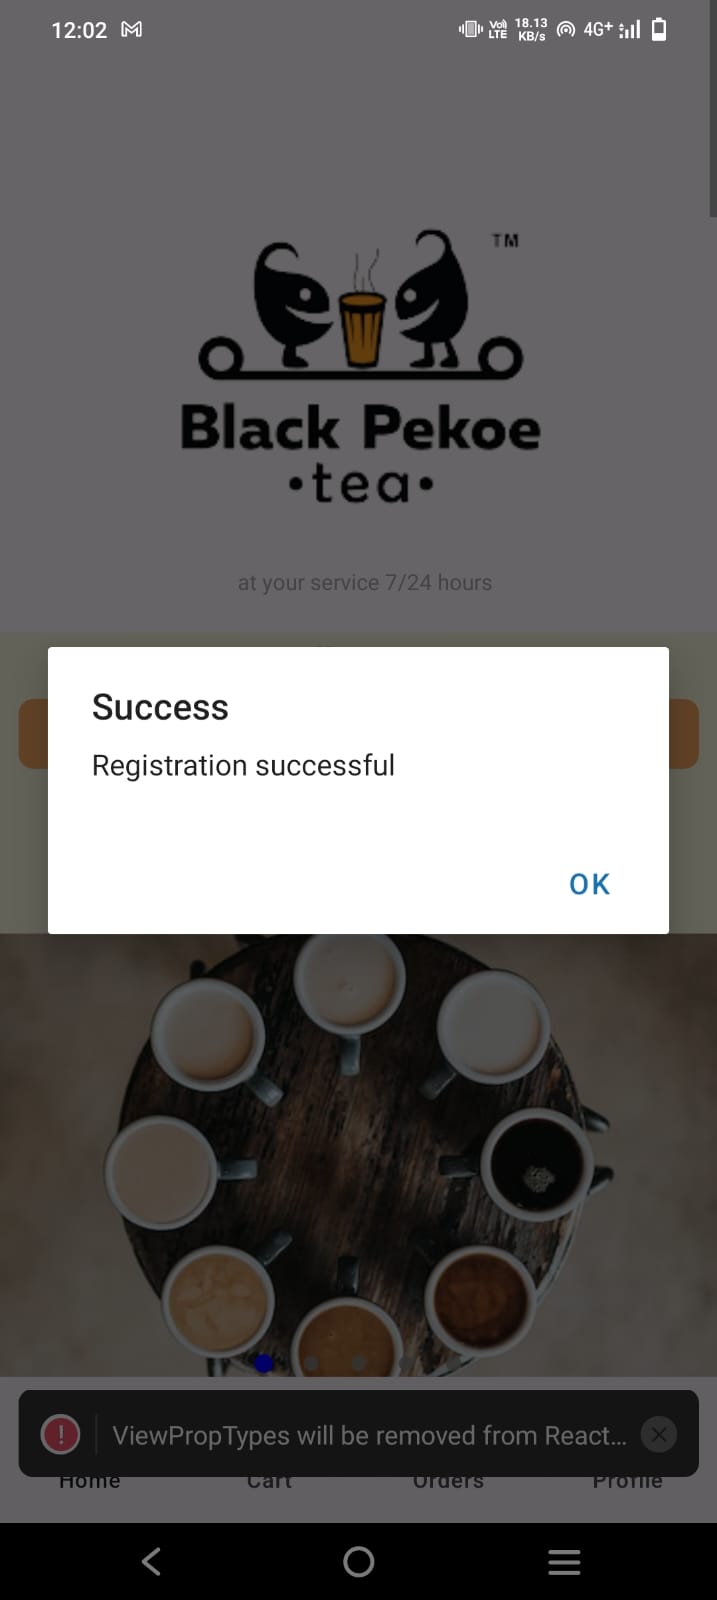 12:02
Vo)
LTE
18.13
KB/s
4G+
TM
Black Pekoe
•tea•
at your service 7/24 hours
Success
Registration successful
OK
! ViewPropTypes will be removed from React...
Home Cart Orders Profile